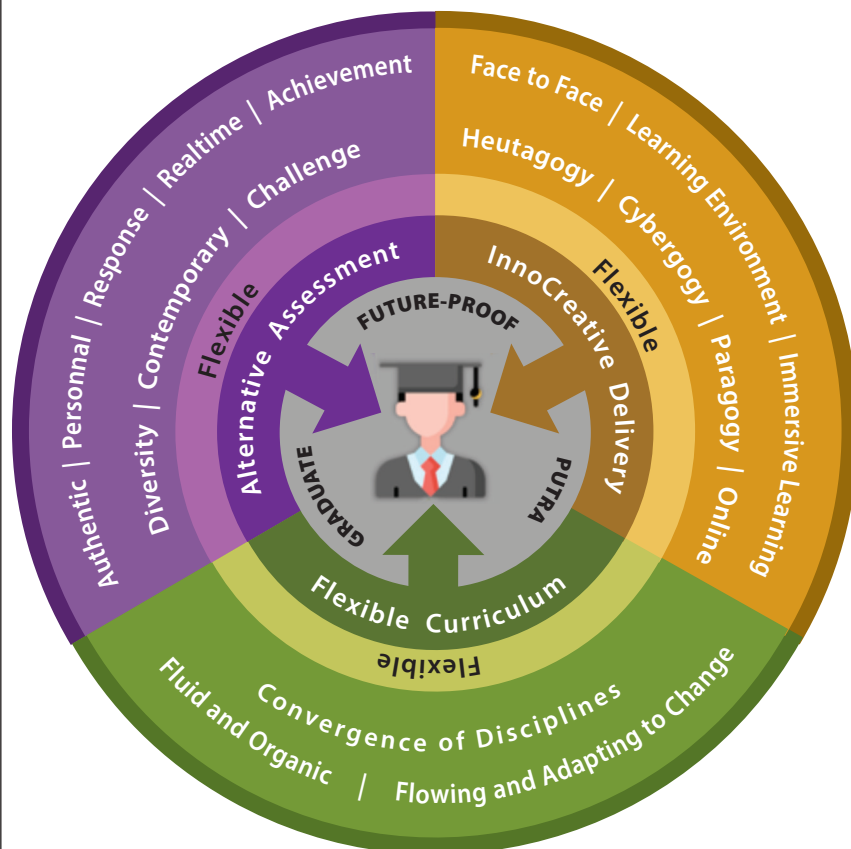 Authentic | Personnal | Response | Realtime | Achievement
Diversity | Contemporary | Challenge
Flexible
Alternative Assessment
Face to Face | Learning Environment | Immersive Learning
Heutagogy | Cybergogy | Paragogy | Online
Flexible
InnoCreative Delivery
FUTURE-PROOF
PUTRA
GRADUATE
Flexible Curriculum
Flexible
Convergence of Disciplines
Fluid and Organic | Flowing and Adapting to Change